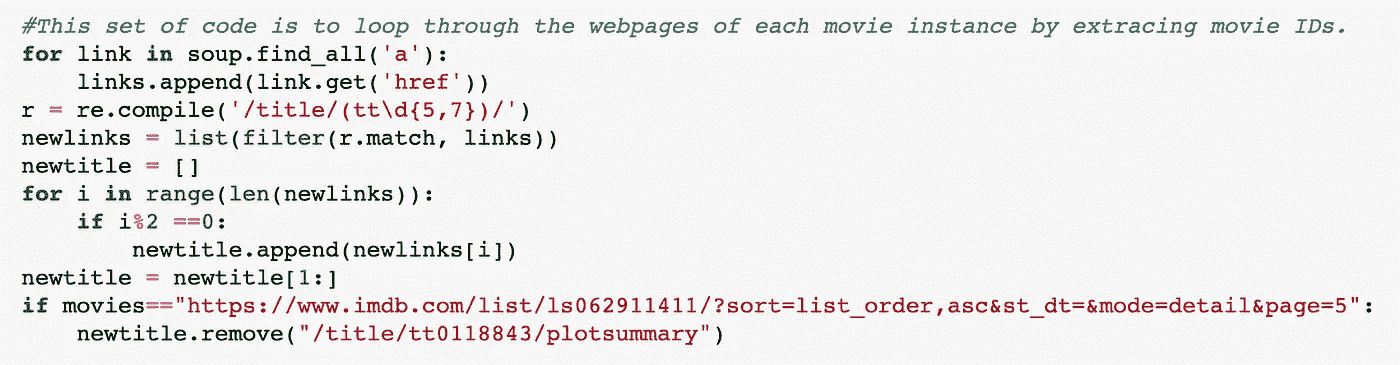 #This set of code is to loop through the webpages of each movie instance by extracing movie IDs.
for link in soup.find_all('a'):
    links.append(link.get('href'))
r = re.compile('/title/(tt\d{5,7})/')
newlinks = list(filter(r.match, links))
newtitle = []
for i in range(len(newlinks)):
    if i%2 ==0:
        newtitle.append(newlinks[i])
newtitle = newtitle[1:]
if movies=="https://www.imdb.com/list/ls062911411/?sort=list_order,asc&st_dt=&mode=detail&page=5":
    newtitle.remove("/title/tt0118843/plotsummary")